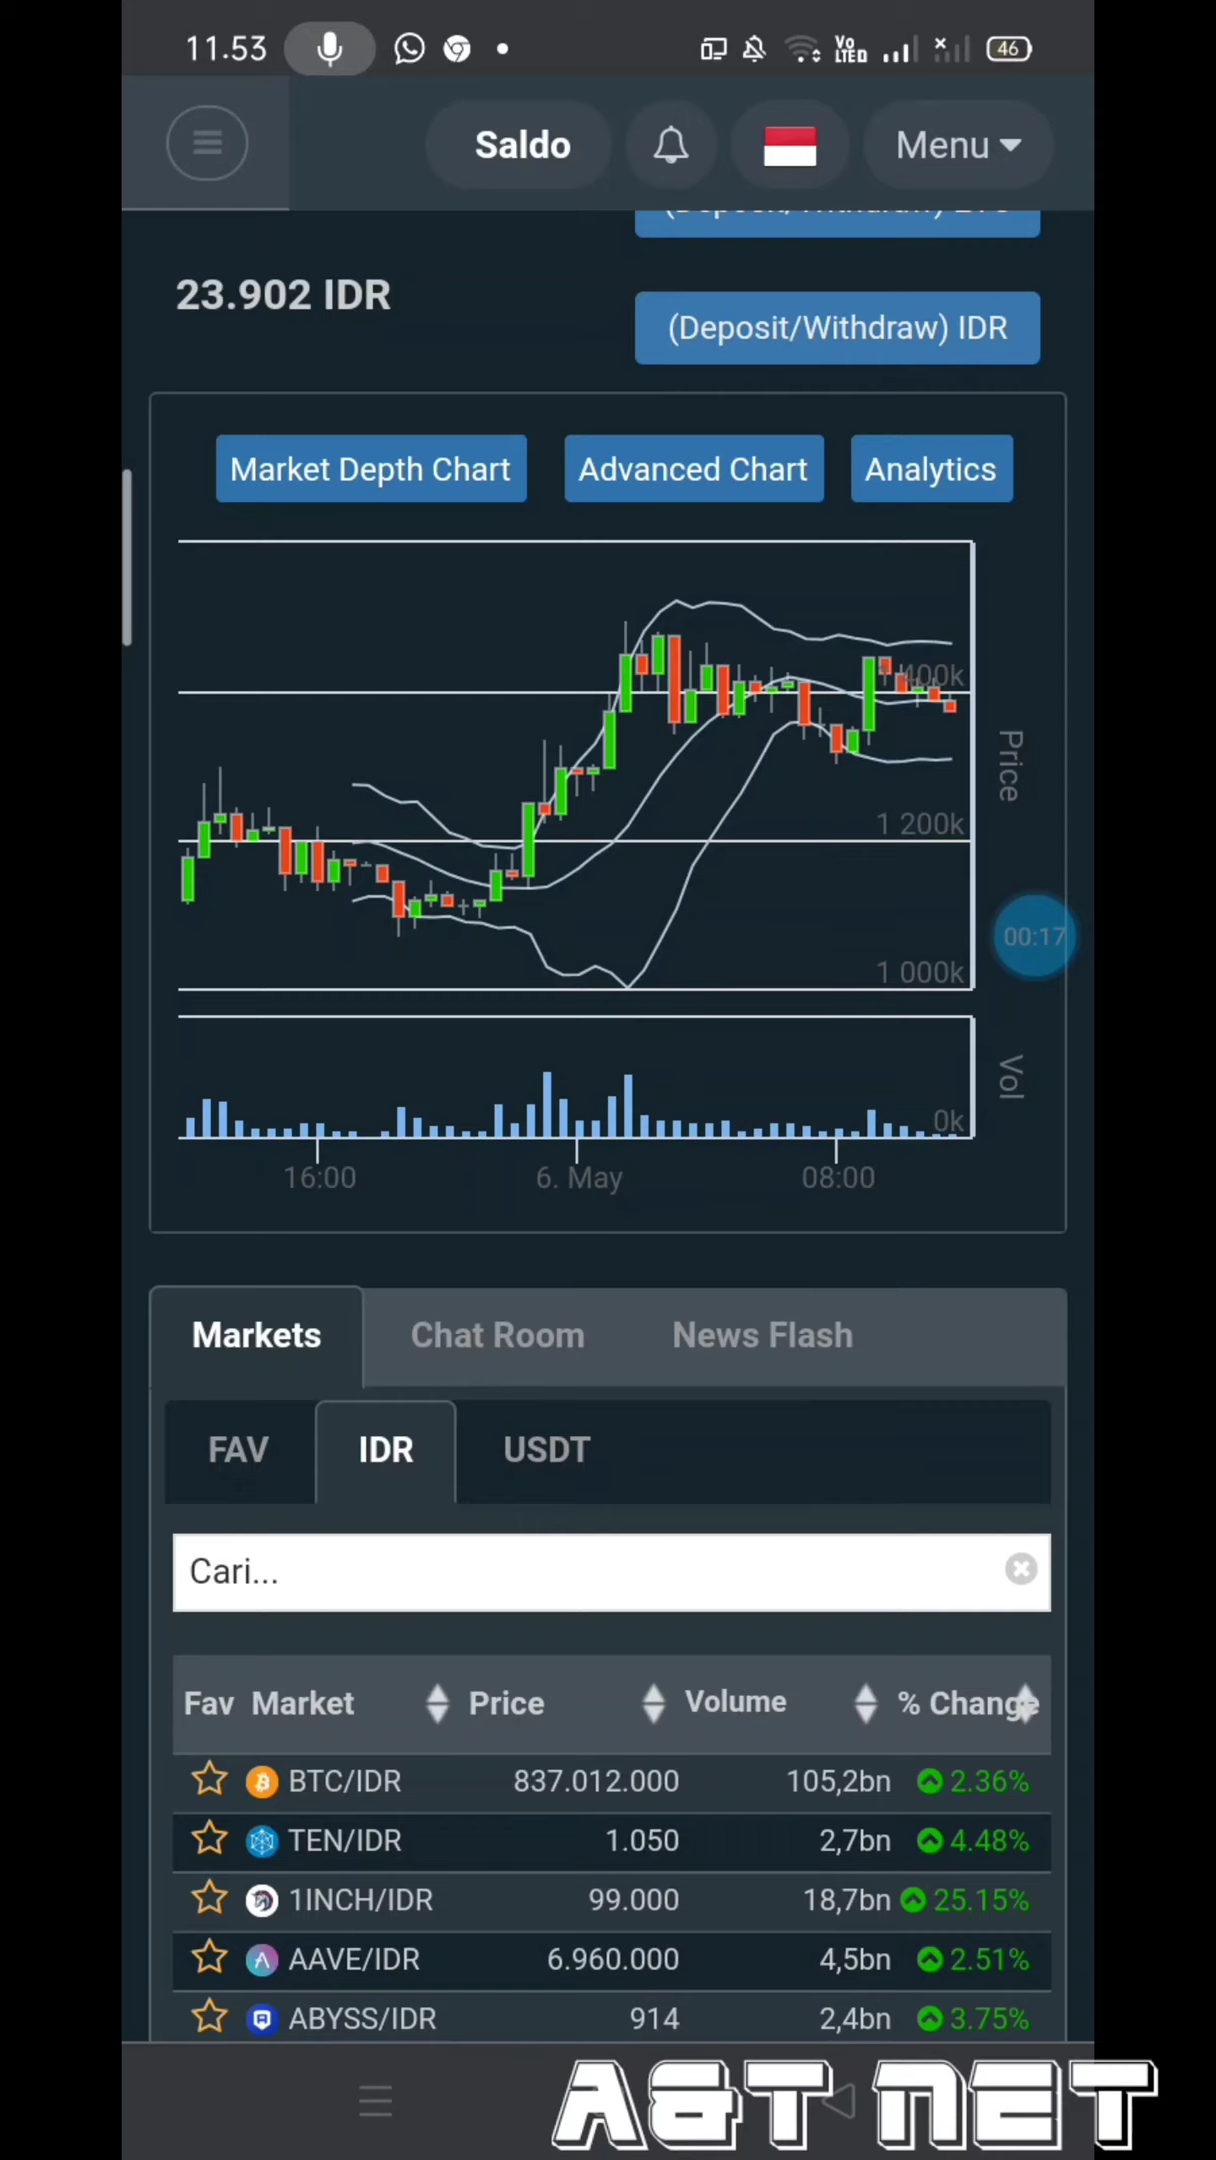 11.53
Vo LTED
46
Saldo
Menu
23.902 IDR
(Deposit/Withdraw) IDR
Market Depth Chart
Advanced Chart
Analytics
400k
Price
1 200k
00:17
1 000k
Vol
0k
16:00
6. May
08:00
Markets
Chat Room
News Flash
FAV
IDR
USDT
Cari...
Fav Market Price Volume % Change
BTC/IDR 837.012.000 105,2bn 2.36%
TEN/IDR 1.050 2,7bn 4.48%
1INCH/IDR 99.000 18,7bn 25.15%
AAVE/IDR 6.960.000 4,5bn 2.51%
ABYSS/IDR 914 2,4bn 3.75%
A&T NET